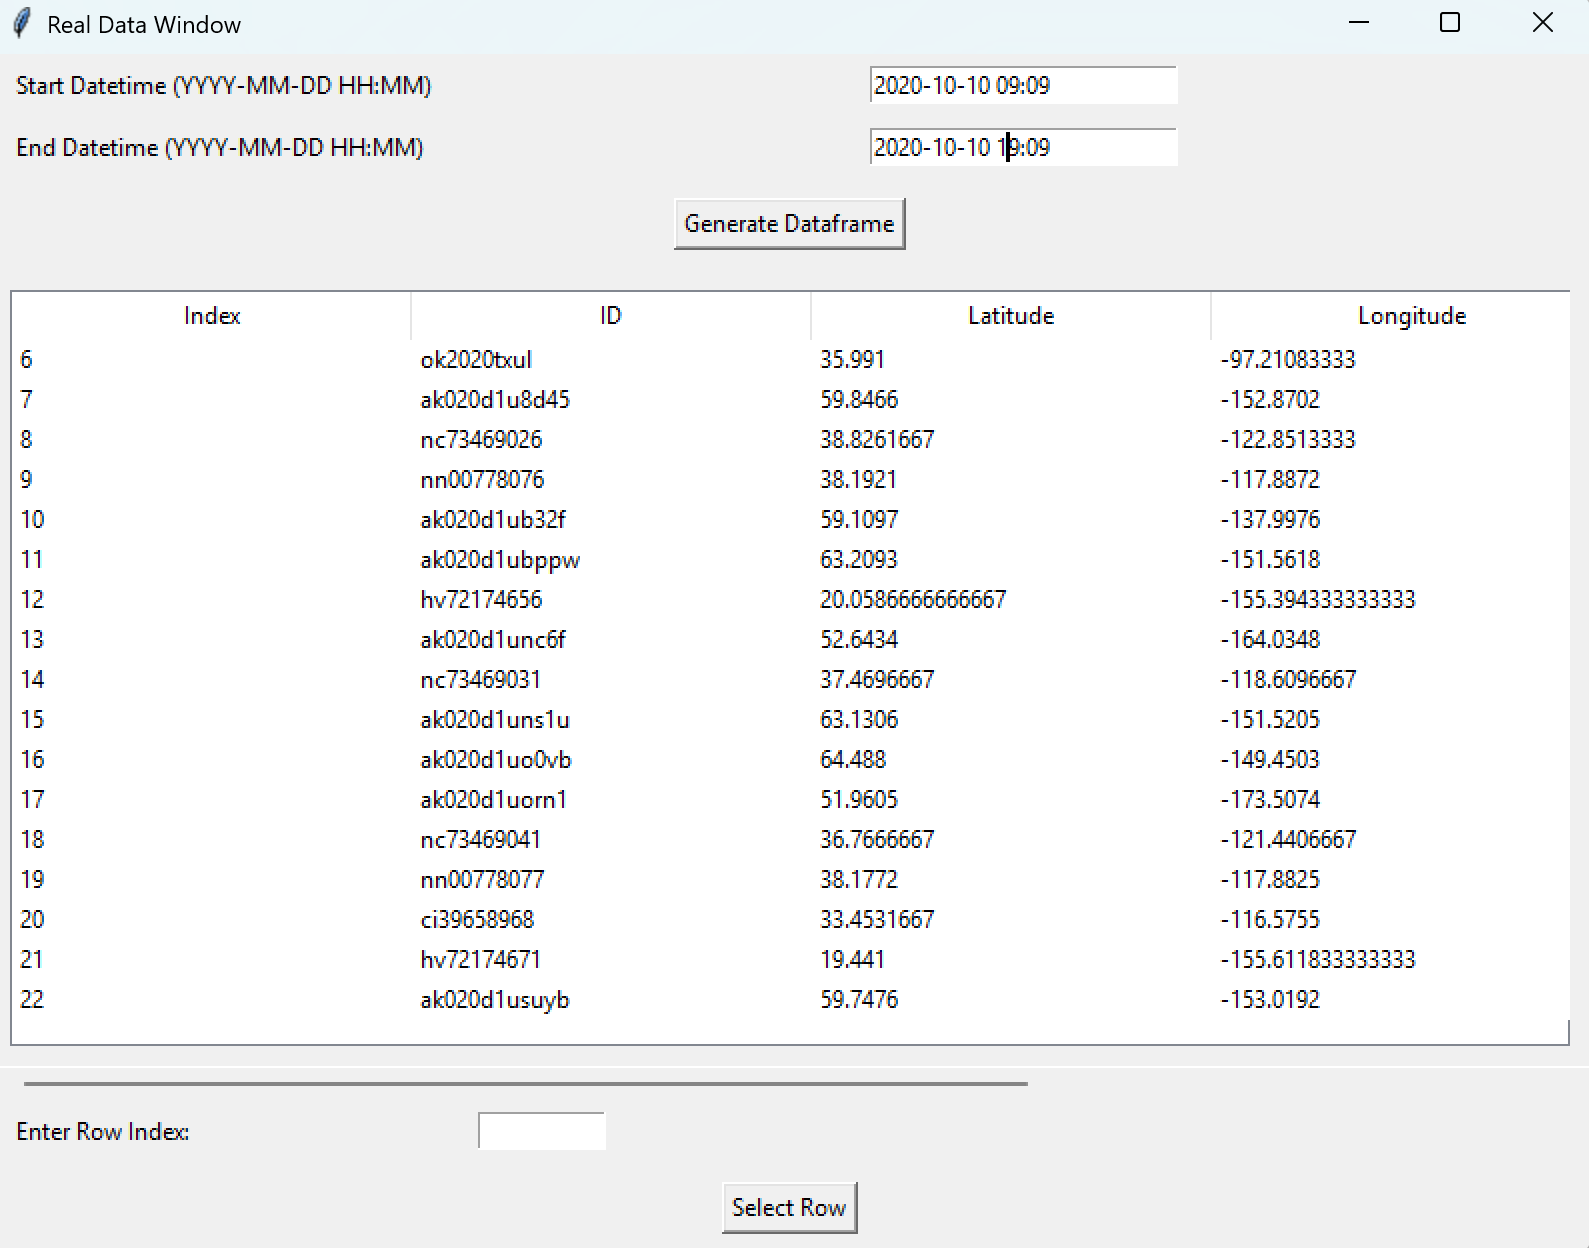 Real Data Window
Start Datetime (YYYY-MM-DD HH:MM) 2020-10-10 09:09
End Datetime (YYYY-MM-DD HH:MM) 2020-10-10 19:09
Generate Dataframe
Index ID Latitude Longitude
6 ok2020txul 35.991 -97.21083333
7 ak020d1u8d45 59.8466 -152.8702
8 nc73469026 38.8261667 -122.8513333
9 nn00778076 38.1921 -117.8872
10 ak020d1ub32f 59.1097 -137.9976
11 ak020d1ubppw 63.2093 -151.5618
12 hv72174656 20.0586666666667 -155.394333333333
13 ak020d1unc6f 52.6434 -164.0348
14 nc73469031 37.4696667 -118.6096667
15 ak020d1uns1u 63.1306 -151.5205
16 ak020d1uo0vb 64.488 -149.4503
17 ak020d1uorn1 51.9605 -173.5074
18 nc73469041 36.7666667 -121.4406667
19 nn00778077 38.1772 -117.8825
20 ci39658968 33.4531667 -116.5755
21 hv72174671 19.441 -155.611833333333
22 ak020d1usuyb 59.7476 -153.0192
Enter Row Index:
Select Row